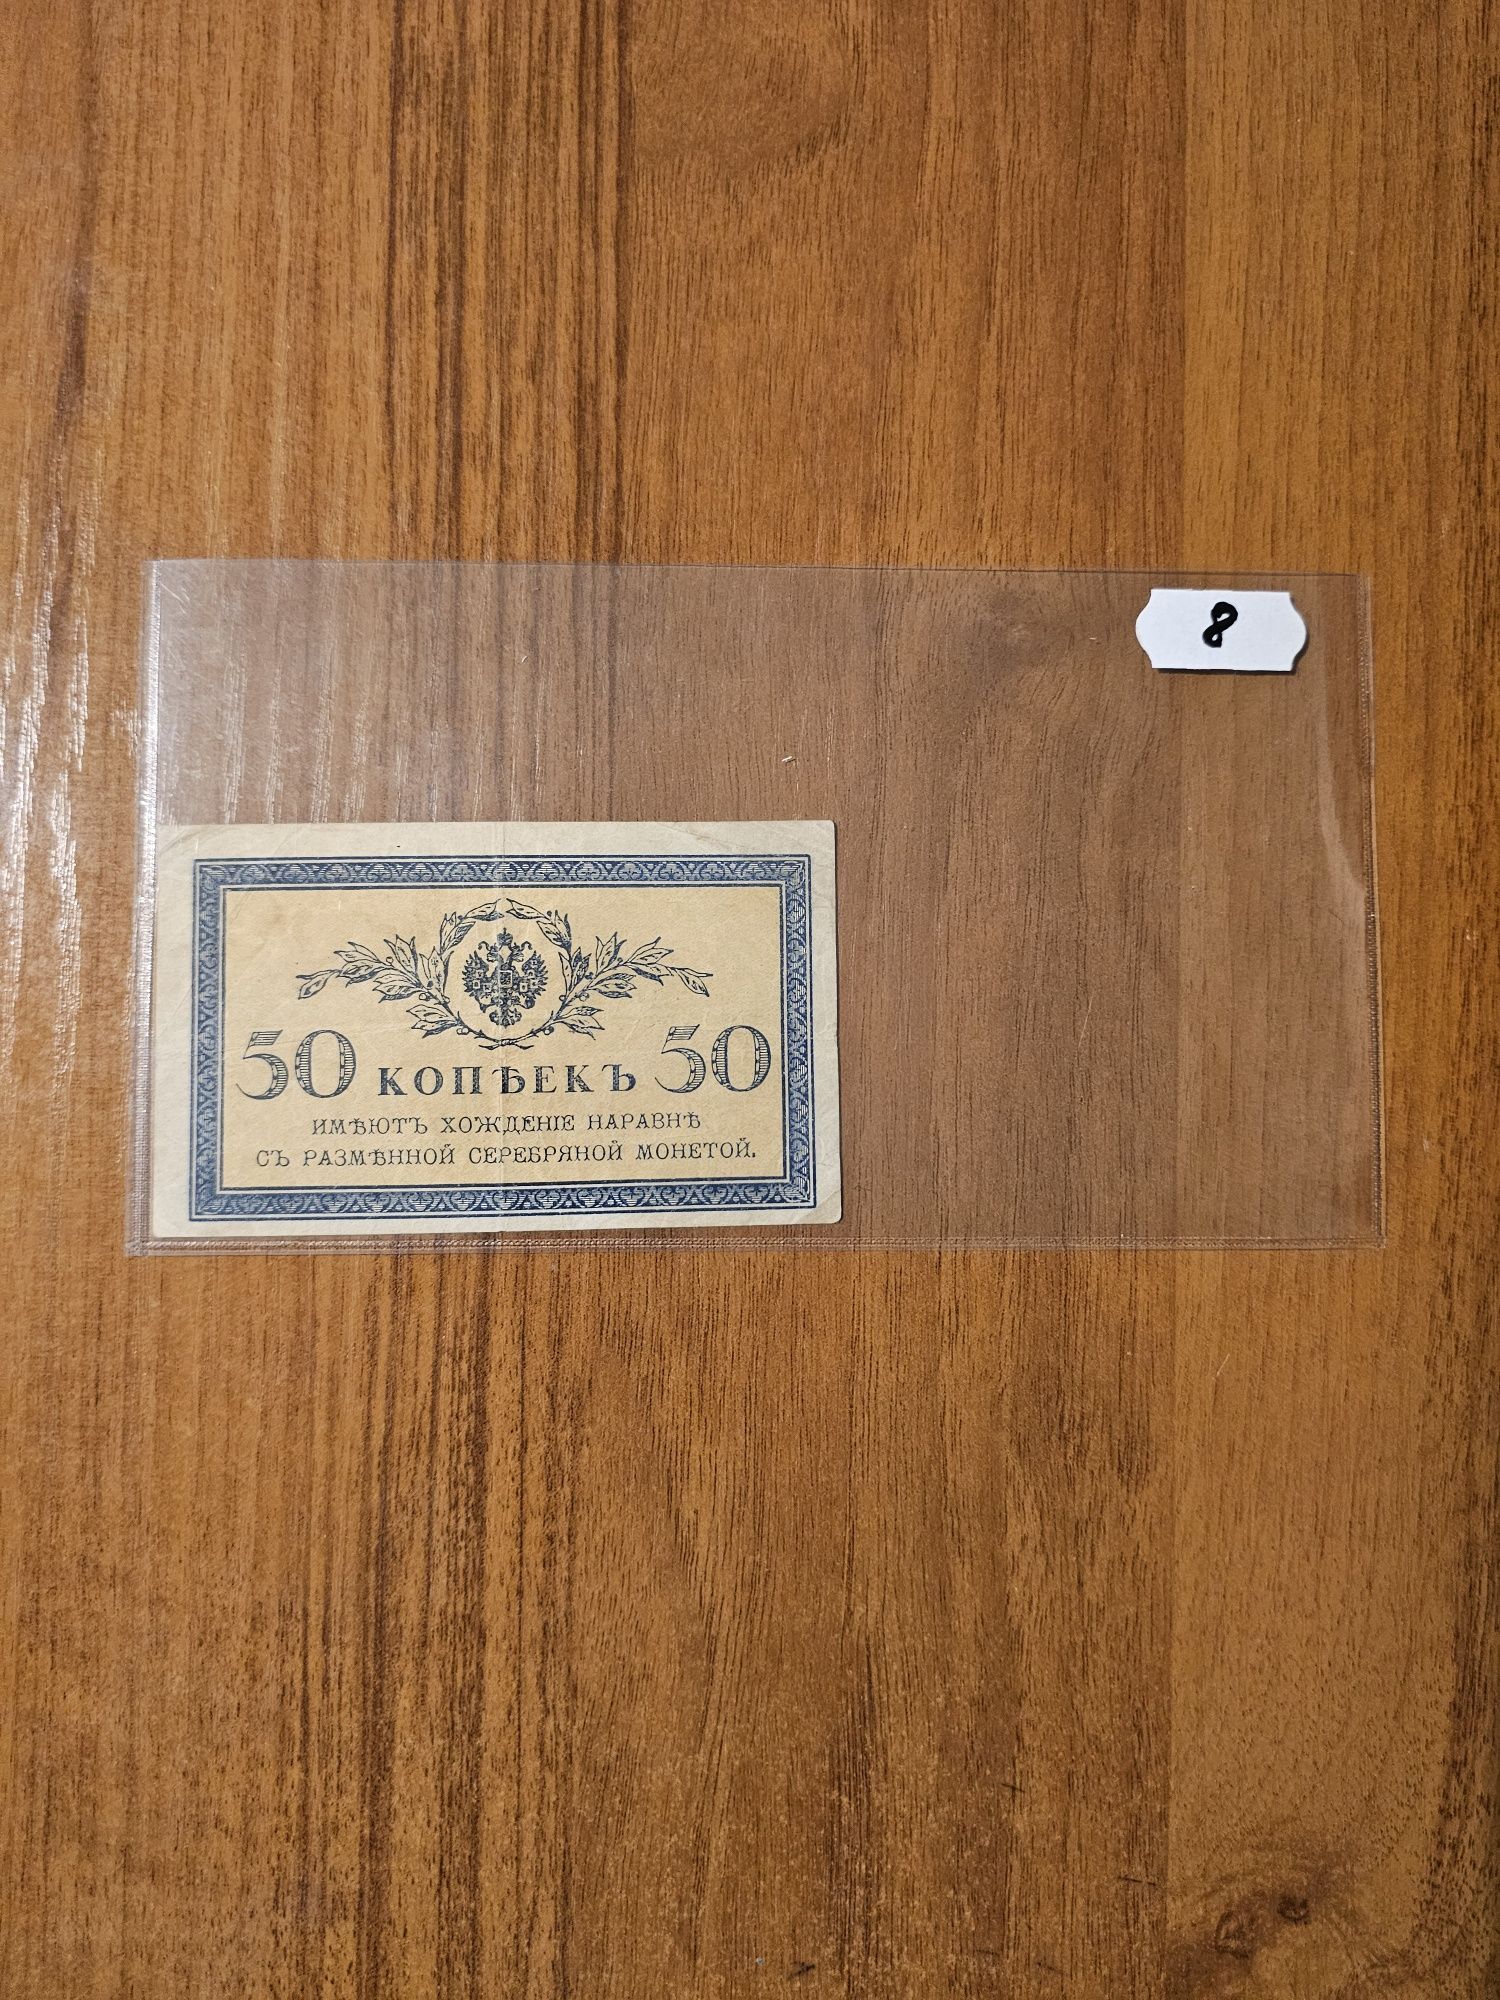 8
50 КОПѢЕКЪ 50
ИМѢЮТЪ ХОЖДЕНІЕ НАРАВНѢ
СЪ РАЗМѢННОЙ СЕРЕБРЯНОЙ МОНЕТОЙ.